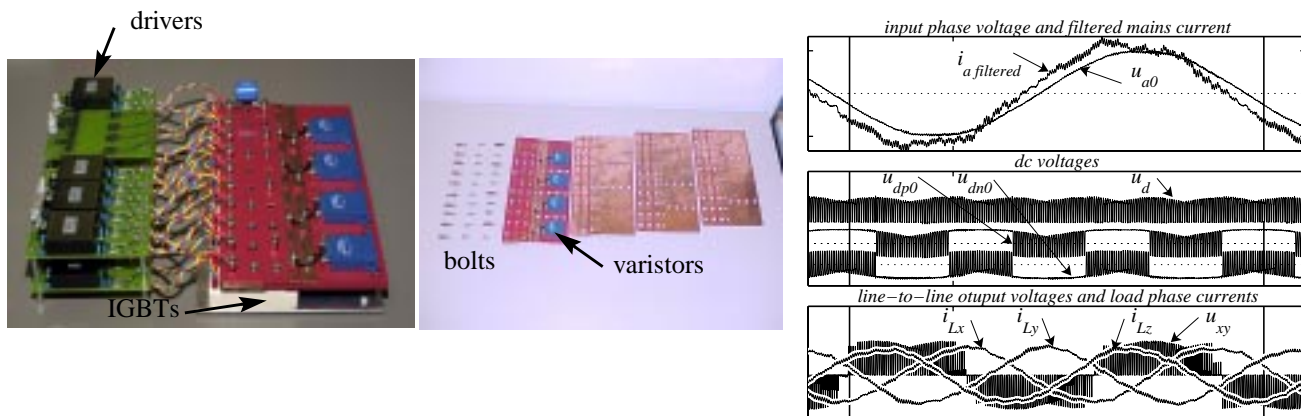 drivers
IGBTs
bolts
varistors
input phase voltage and filtered mains current
i a filtered
u a0
dc voltages
u dp0
u dn0
u d
line−to−line otuput voltages and load phase currents
i Lx
i Ly
i Lz
u xy